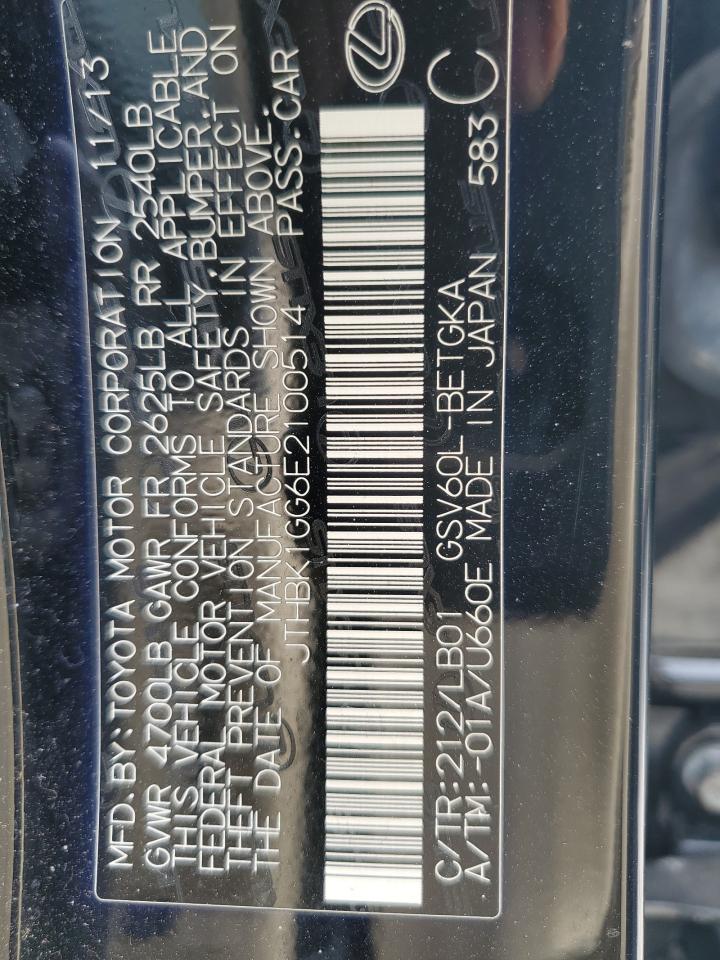 MFD.BY:TOYOTA MOTOR CORPORATION 11/13
GVWR 4700LB GAWR FR 2625LB RR 2540LB
THIS VEHICLE CONFORMS TO ALL APPLICABLE
FEDERAL MOTOR VEHICLE SAFETY,BUMPER,AND
THEFT PREVENTION STANDARDS IN EFFECT ON
THE DATE OF MANUFACTURE SHOWN ABOVE.
JTHBK1GG6E2100514 PASS.CAR
C/TR:212/LB01 GSV60L-BETGKA C
A/TM:-01A/U660E MADE IN JAPAN 583